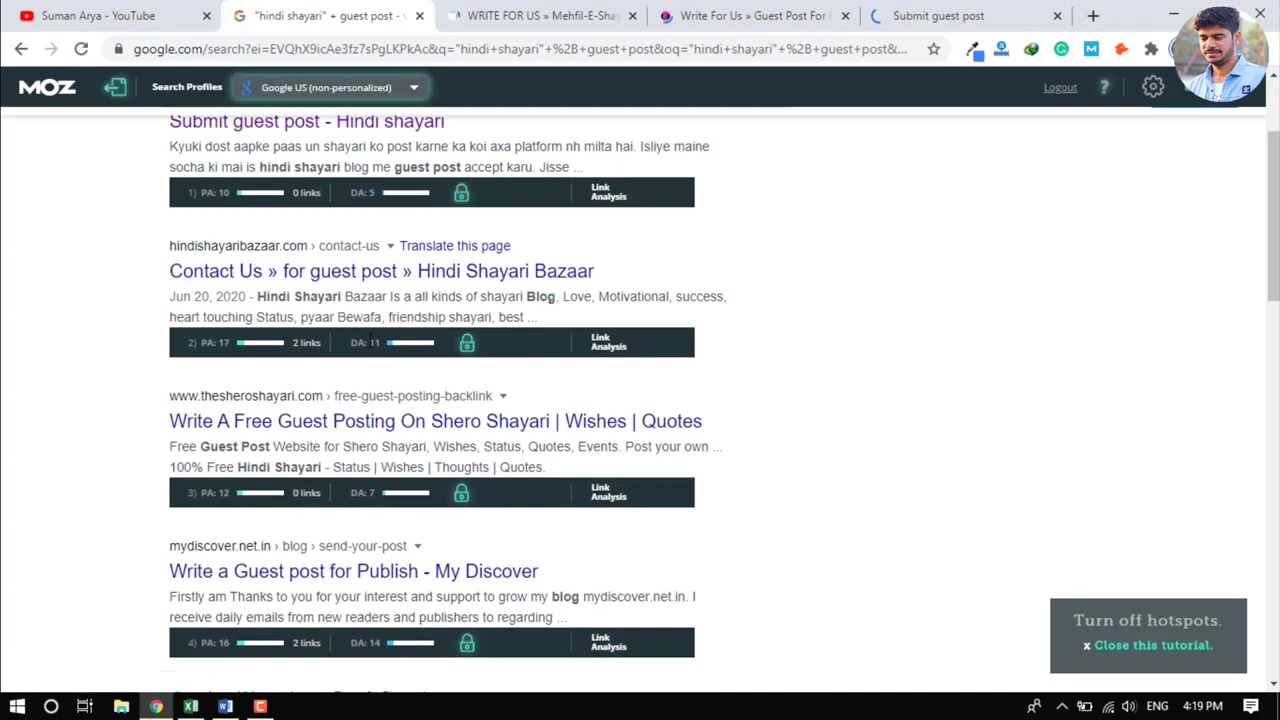 Suman Arya - YouTube
"hindi shayari" + guest post -
WRITE FOR US » Mehfil-E-Shay
Write For Us » Guest Post For
Submit guest post
google.com/search?ei=EVQhX9icAe3fz7sPgLKPkAc&q="hindi+shayari"+%2B+guest+post&oq="hindi+shayari"+%2B+guest+post&...
MOZ
Search Profiles
Google US (non-personalized)
Logout
?
Submit guest post - Hindi shayari
Kyuki dost aapke paas un shayari ko post karne ka koi axa platform nh milta hai. Isliye maine
socha ki mai is hindi shayari blog me guest post accept karu. Jisse ...
1) PA: 10 0 links DA: 5 Link Analysis
hindishayaribazaar.com › contact-us Translate this page
Contact Us » for guest post » Hindi Shayari Bazaar
Jun 20, 2020 - Hindi Shayari Bazaar Is a all kinds of shayari Blog, Love, Motivational, success,
heart touching Status, pyaar Bewafa, friendship shayari, best ...
2) PA: 17 2 links DA: 11 Link Analysis
www.thesheroshayari.com › free-guest-posting-backlink
Write A Free Guest Posting On Shero Shayari | Wishes | Quotes
Free Guest Post Website for Shero Shayari, Wishes, Status, Quotes, Events. Post your own ...
100% Free Hindi Shayari - Status | Wishes | Thoughts | Quotes.
3) PA: 12 0 links DA: 7 Link Analysis
mydiscover.net.in › blog › send-your-post
Write a Guest post for Publish - My Discover
Firstly am Thanks to you for your interest and support to grow my blog mydiscover.net.in. I
receive daily emails from new readers and publishers to regarding ...
4) PA: 16 2 links DA: 14 Link Analysis
Turn off hotspots.
x Close this tutorial.
ENG 4:19 PM